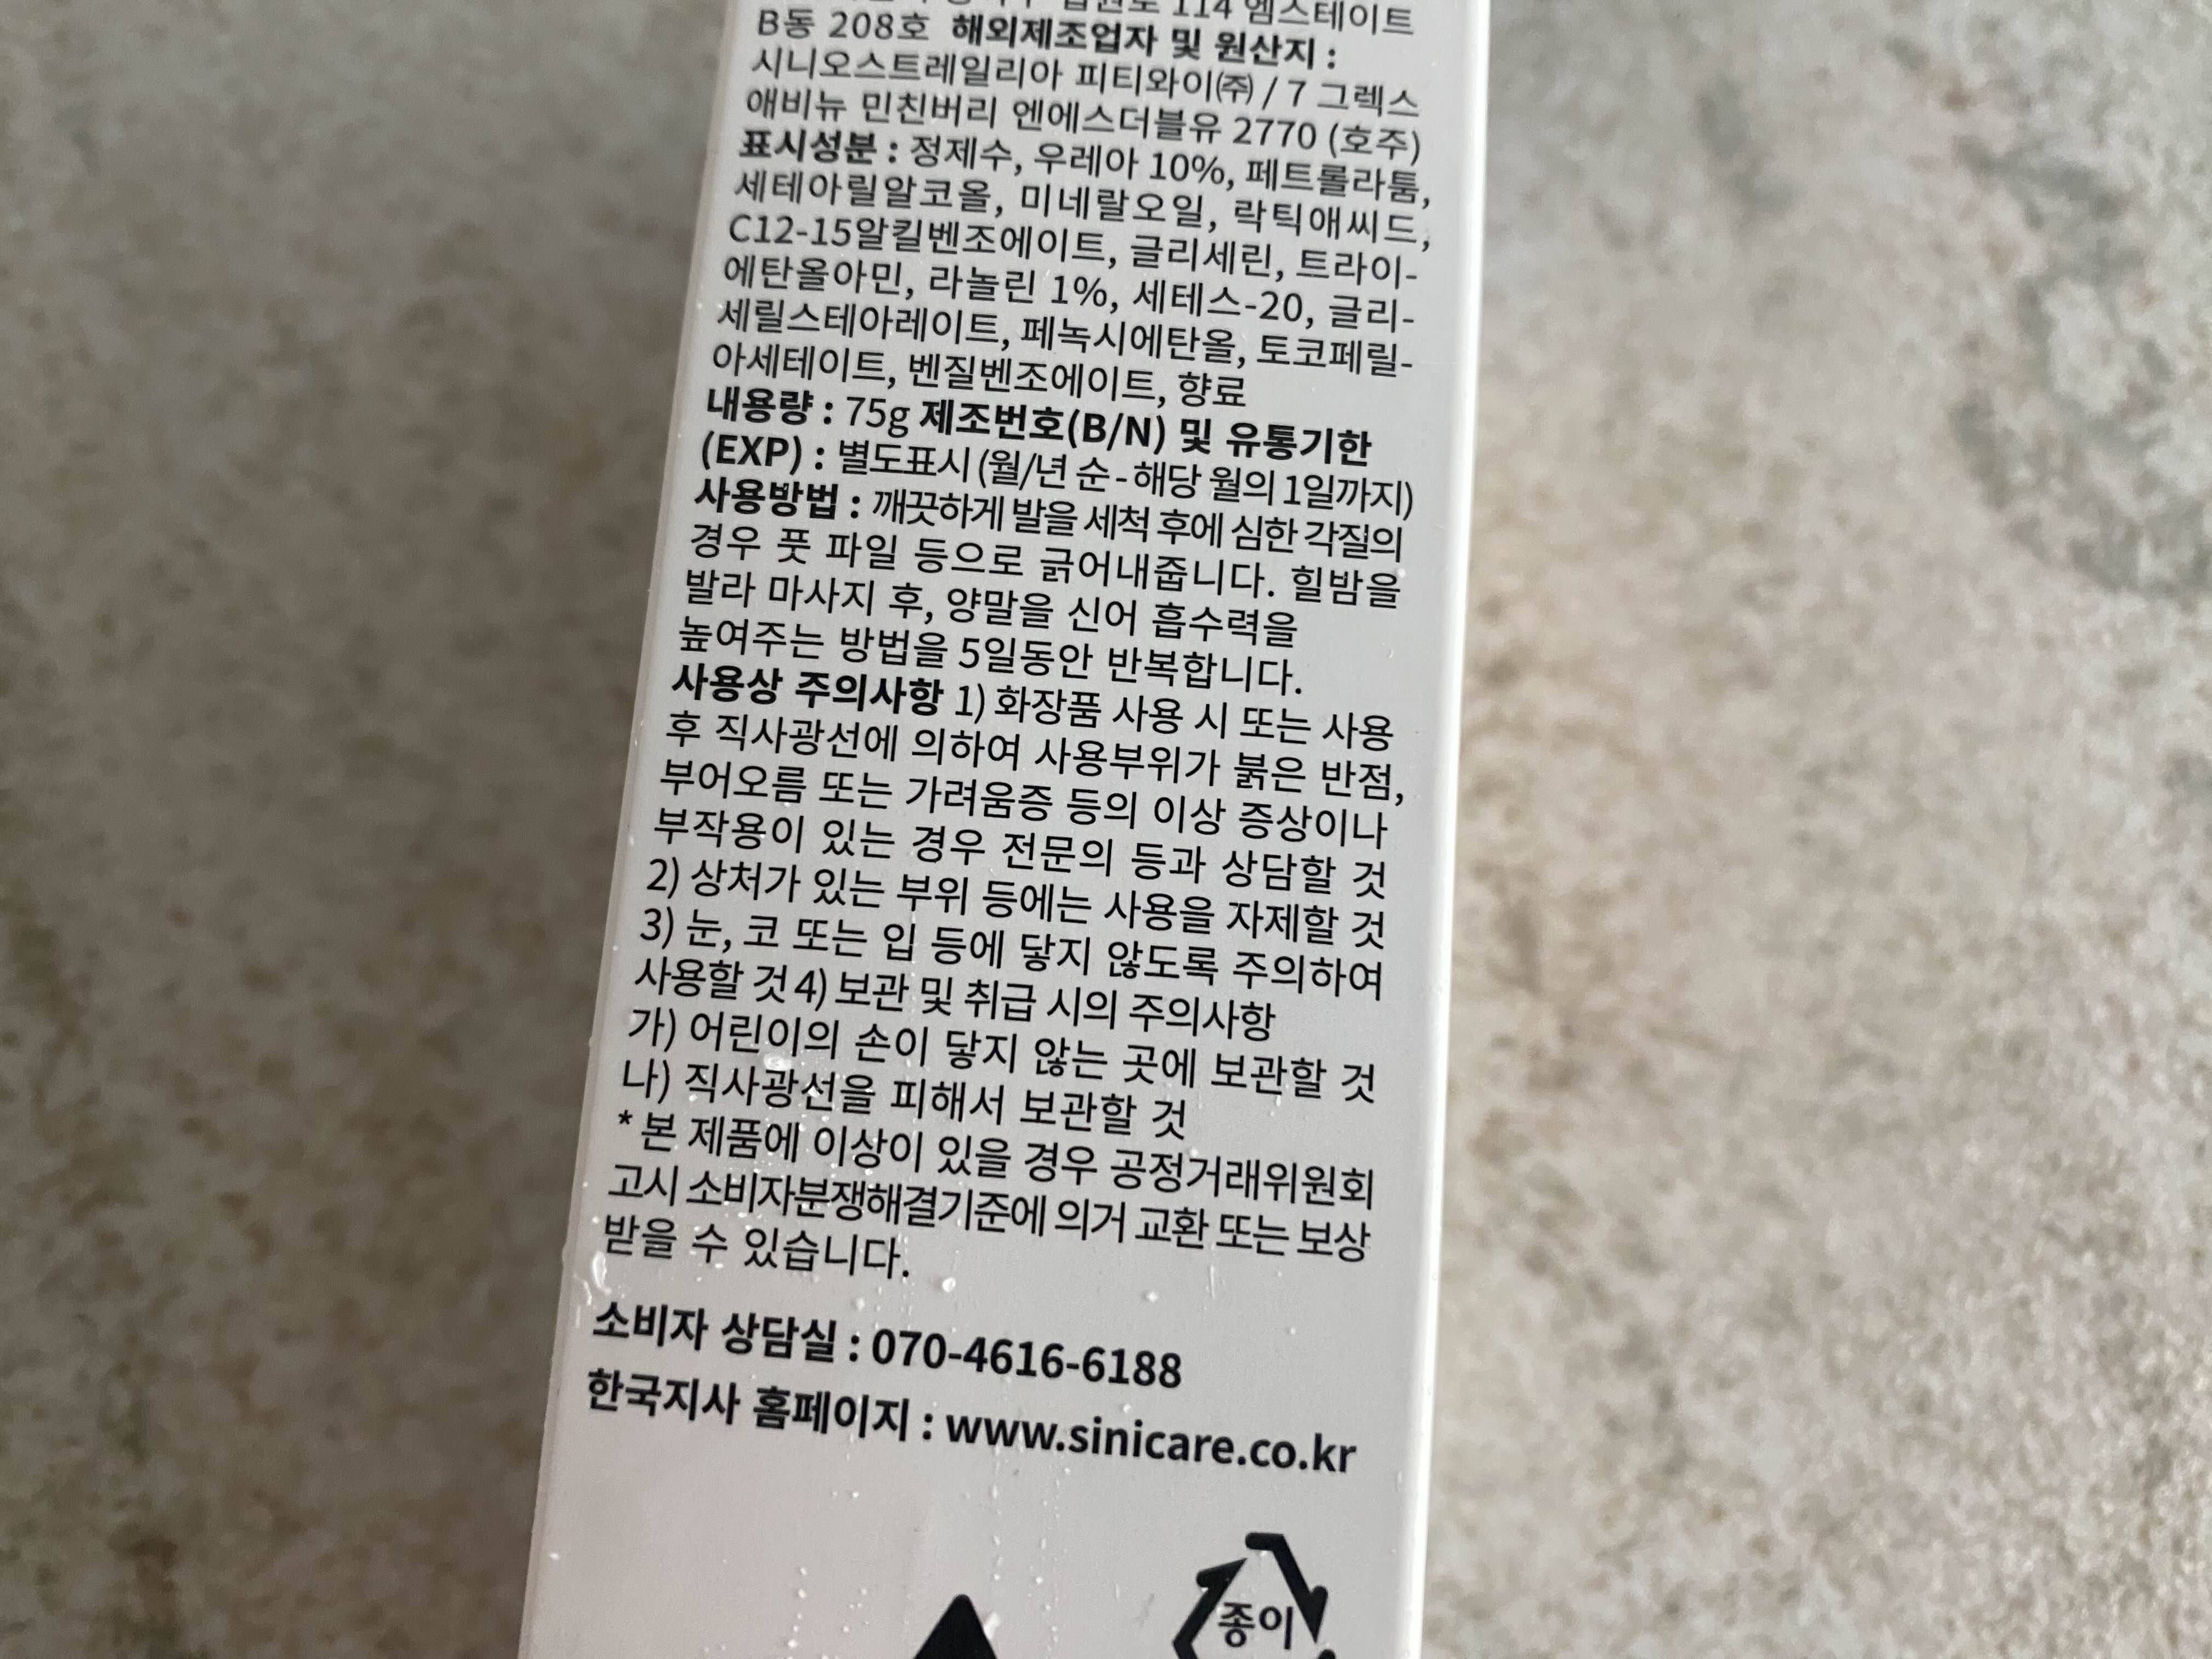 114 엠스테이트
B동 208호 해외제조업자 및 원산지 :
시니오스트레일리아 피티와이㈜ / 7 그렉스
애비뉴 민친버리 엔에스더블유 2770 (호주)
표시성분 : 정제수, 우레아 10%, 페트롤라툼,
세테아릴알코올, 미네랄오일, 락틱애씨드,
C12-15알킬벤조에이트, 글리세린, 트라이-
에탄올아민, 라놀린 1%, 세테스-20, 글리-
세릴스테아레이트, 페녹시에탄올, 토코페릴-
아세테이트, 벤질벤조에이트, 향료
내용량 : 75g 제조번호(B/N) 및 유통기한
(EXP) : 별도표시 (월/년 순 - 해당 월의 1일까지)
사용방법 : 깨끗하게 발을 세척 후에 심한 각질의
경우 풋 파일 등으로 긁어내줍니다. 힐밤을
발라 마사지 후, 양말을 신어 흡수력을
높여주는 방법을 5일동안 반복합니다.
사용상 주의사항 1) 화장품 사용 시 또는 사용
후 직사광선에 의하여 사용부위가 붉은 반점,
부어오름 또는 가려움증 등의 이상 증상이나
부작용이 있는 경우 전문의 등과 상담할 것
2) 상처가 있는 부위 등에는 사용을 자제할 것
3) 눈, 코 또는 입 등에 닿지 않도록 주의하여
사용할 것 4) 보관 및 취급 시의 주의사항
가) 어린이의 손이 닿지 않는 곳에 보관할 것
나) 직사광선을 피해서 보관할 것
* 본 제품에 이상이 있을 경우 공정거래위원회
고시 소비자분쟁해결기준에 의거 교환 또는 보상
받을 수 있습니다.
소비자 상담실 : 070-4616-6188
한국지사 홈페이지 : www.sinicare.co.kr
종이